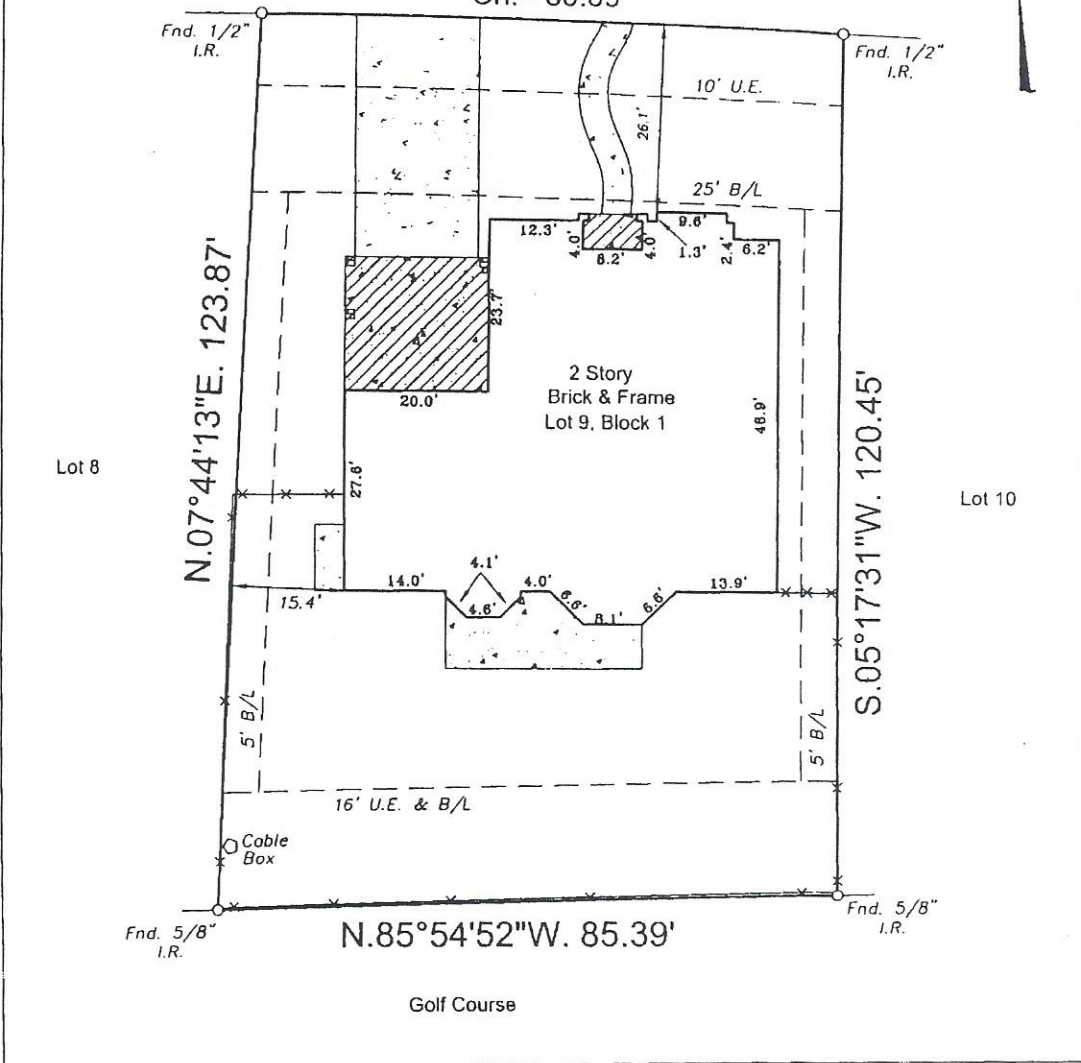 Fnd. 1/2"
I.R.
Fnd. 1/2"
I.R.
10' U.E.
26.1'
25' B/L
12.3'
4.0'
8.2'
4.0'
9.6'
1.3'
2.4'
6.2'
23.7'
20.0'
2 Story
Brick & Frame
Lot 9, Block 1
48.9'
N.07°44'13"E. 123.87'
S.05°17'31"W. 120.45'
Lot 8
Lot 10
27.6'
15.4'
14.0'
4.1'
4.6'
4.0'
6.6'
8.1'
6.6'
13.9'
5' B/L
5' B/L
16' U.E. & B/L
Cable
Box
Fnd. 5/8"
I.R.
N.85°54'52"W. 85.39'
Fnd. 5/8"
I.R.
Golf Course